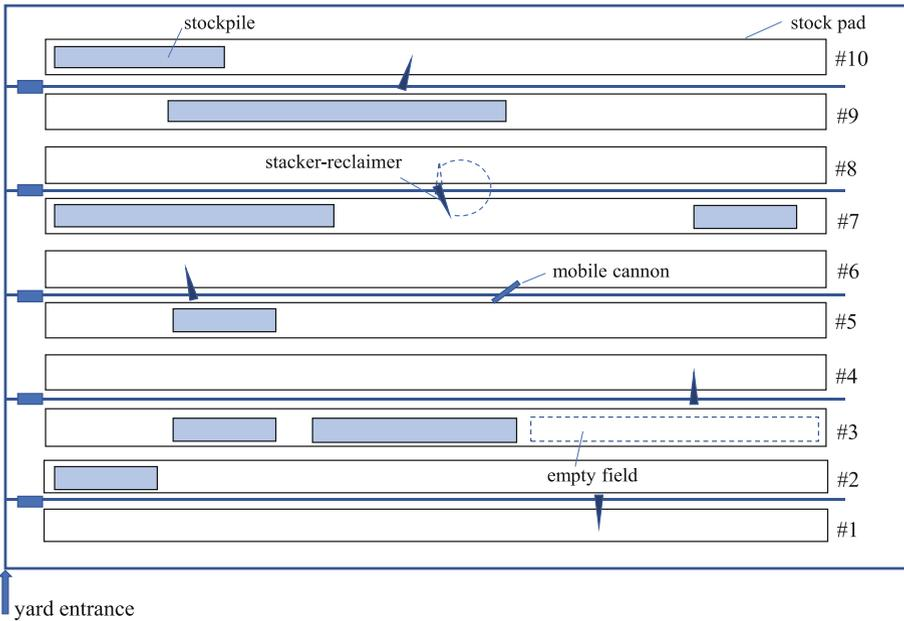 stockpile
stock pad
#10
#9
#8
stacker-reclaimer
#7
#6
mobile cannon
#5
#4
#3
empty field
#2
#1
yard entrance